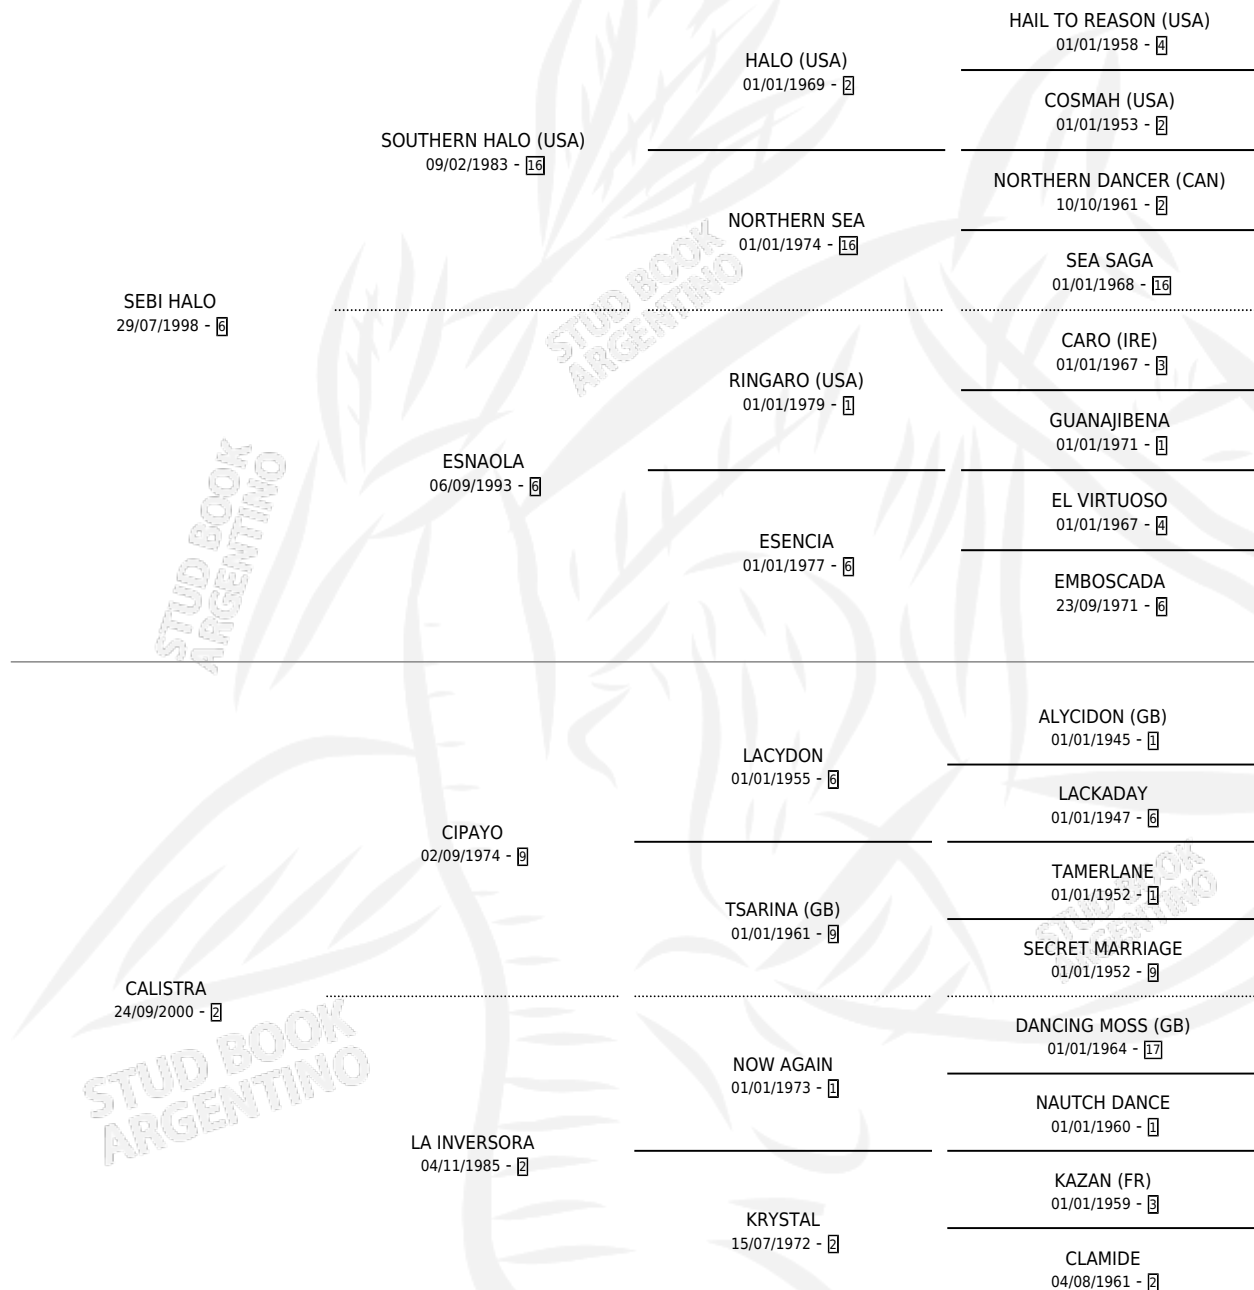 HAIL TO REASON (USA)
01/01/1958 - 4
HALO (USA)
01/01/1969 - 2
COSMAH (USA)
01/01/1953 - 2
SOUTHERN HALO (USA)
09/02/1983 - 16
NORTHERN DANCER (CAN)
10/10/1961 - 2
NORTHERN SEA
01/01/1974 - 16
SEA SAGA
01/01/1968 - 16
SEBI HALO
29/07/1998 - 6
CARO (IRE)
01/01/1967 - 3
RINGARO (USA)
01/01/1979 - 1
GUANAJIBENA
01/01/1971 - 1
ESNAOLA
06/09/1993 - 6
EL VIRTUOSO
01/01/1967 - 4
ESENCIA
01/01/1977 - 6
EMBOSCADA
23/09/1971 - 6
ALYCIDON (GB)
01/01/1945 - 1
LACYDON
01/01/1955 - 6
LACKADAY
01/01/1947 - 6
CIPAYO
02/09/1974 - 9
TAMERLANE
01/01/1952 - 1
TSARINA (GB)
01/01/1961 - 9
SECRET MARRIAGE
01/01/1952 - 9
CALISTRA
24/09/2000 - 2
DANCING MOSS (GB)
01/01/1964 - 17
NOW AGAIN
01/01/1973 - 1
NAUTCH DANCE
01/01/1960 - 1
LA INVERSORA
04/11/1985 - 2
KAZAN (FR)
01/01/1959 - 3
KRYSTAL
15/07/1972 - 2
CLAMIDE
04/08/1961 - 2
STUD BOOK
ARGENTINO
STUD BOOK
ARGENTINO
STUD BOOK
ARGENTINO
STUD BOOK
ARGENTINO